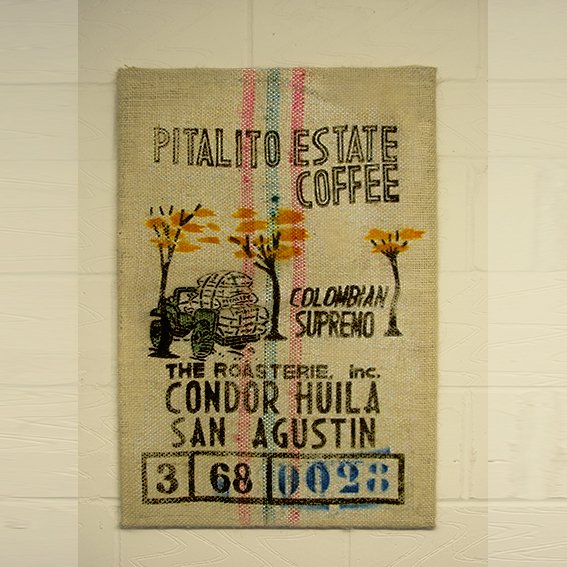 PITALITO ESTATE
COFFEE
COLOMBIAN
SUPREMO
THE ROASTERIE, inc.
CONDOR HUILA
SAN AGUSTIN
3 68 0028